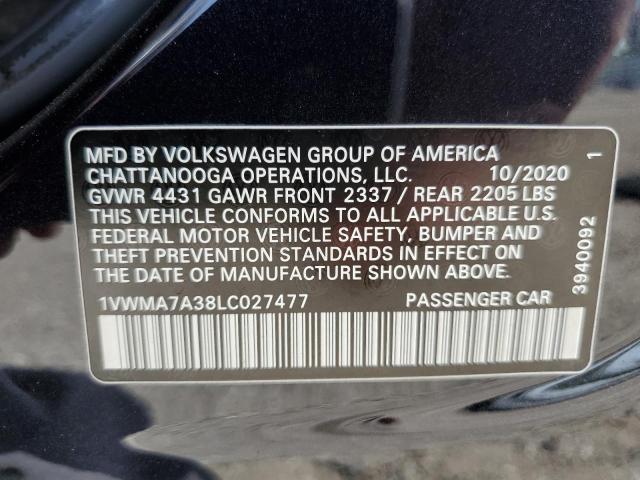 MFD BY VOLKSWAGEN GROUP OF AMERICA
CHATTANOOGA OPERATIONS, LLC. 10/2020
GVWR 4431 GAWR FRONT 2337 / REAR 2205 LBS
THIS VEHICLE CONFORMS TO ALL APPLICABLE U.S.
FEDERAL MOTOR VEHICLE SAFETY, BUMPER AND
THEFT PREVENTION STANDARDS IN EFFECT ON
THE DATE OF MANUFACTURE SHOWN ABOVE.
1VWMA7A38LC027477 PASSENGER CAR
3940092 1